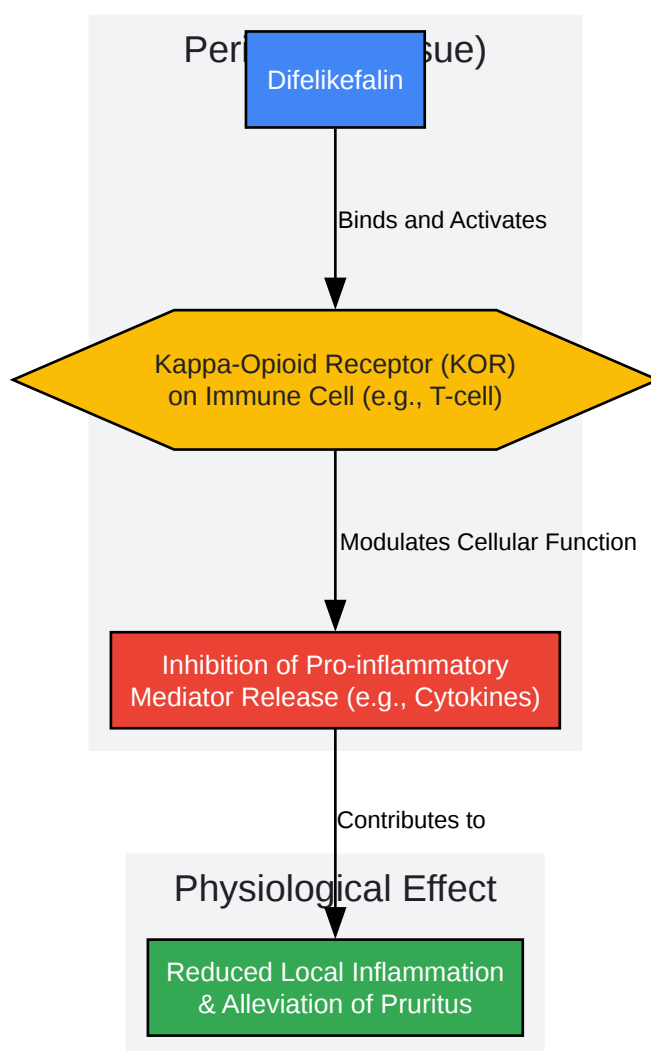 Peri sue)
Difelikefalin
Binds and Activates
Kappa-Opioid Receptor (KOR)
on Immune Cell (e.g., T-cell)
Modulates Cellular Function
Inhibition of Pro-inflammatory
Mediator Release (e.g., Cytokines)
Contributes to
Physiological Effect
Reduced Local Inflammation
& Alleviation of Pruritus